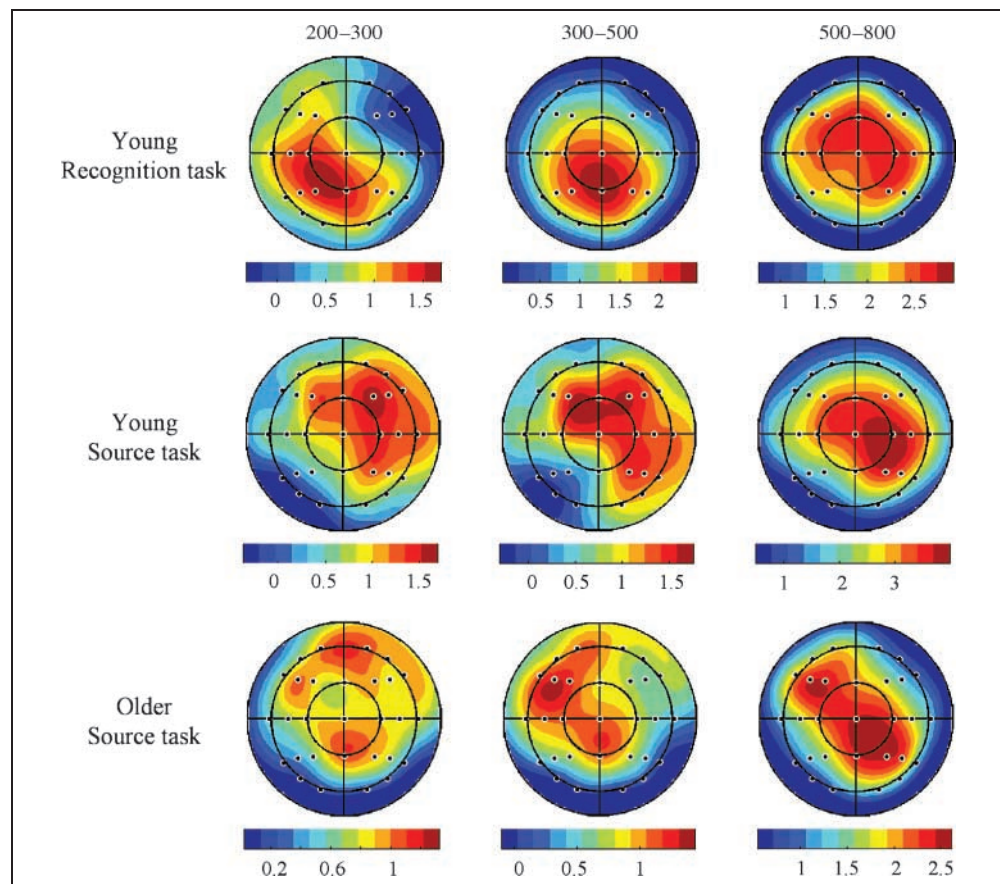 200–300 300–500 500–800
Young
Recognition task
0 0.5 1 1.5 0.5 1 1.5 2 1 1.5 2 2.5
Young
Source task
0 0.5 1 1.5 0 0.5 1 1.5 1 2 3
Older
Source task
0.2 0.6 1 0 0.5 1 1 1.5 2 2.5